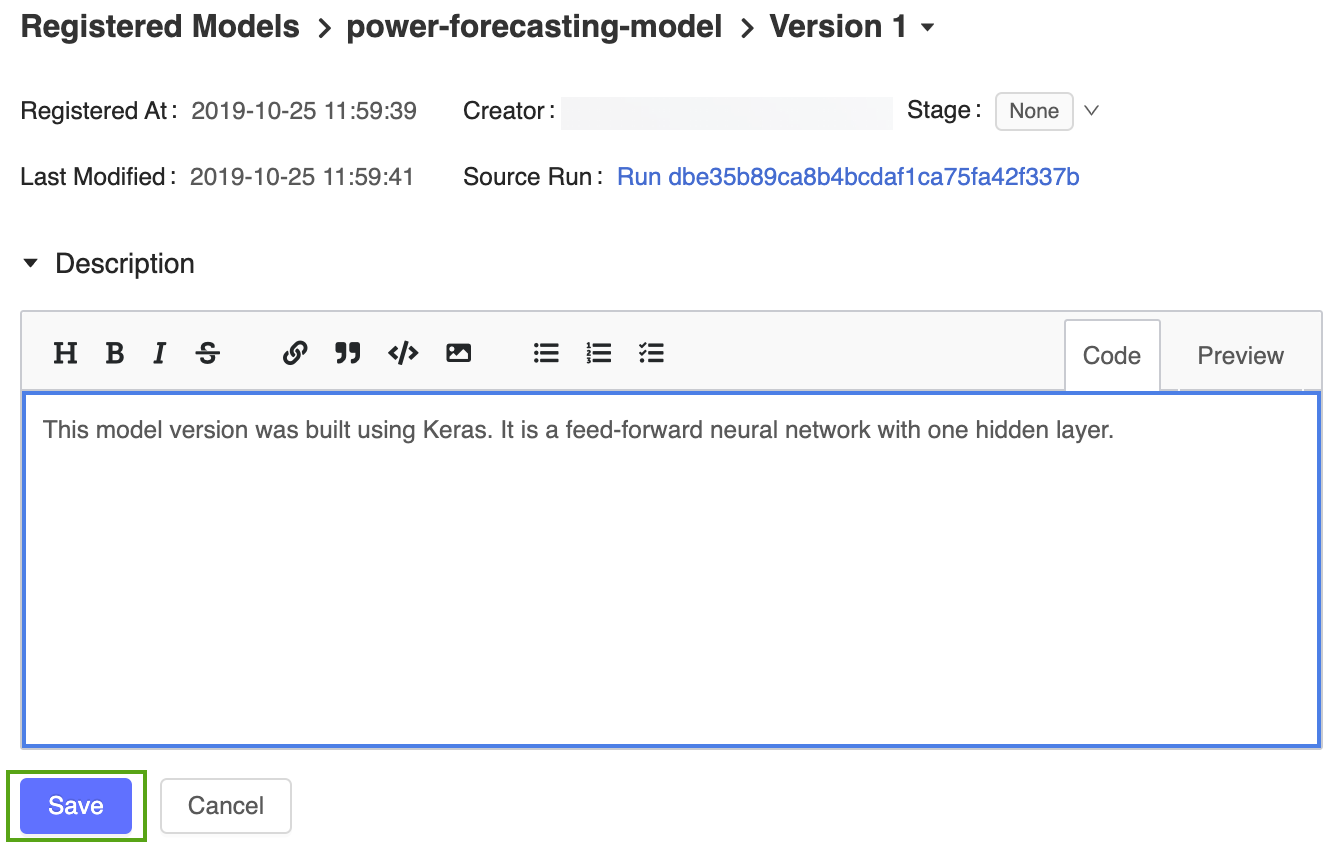 Registered Models > power-forecasting-model > Version 1
Registered At: 2019-10-25 11:59:39 Creator: Stage: None
Last Modified: 2019-10-25 11:59:41 Source Run: Run dbe35b89ca8b4bcdaf1ca75fa42f337b
Description
H B I S Code Preview
This model version was built using Keras. It is a feed-forward neural network with one hidden layer.
Save Cancel